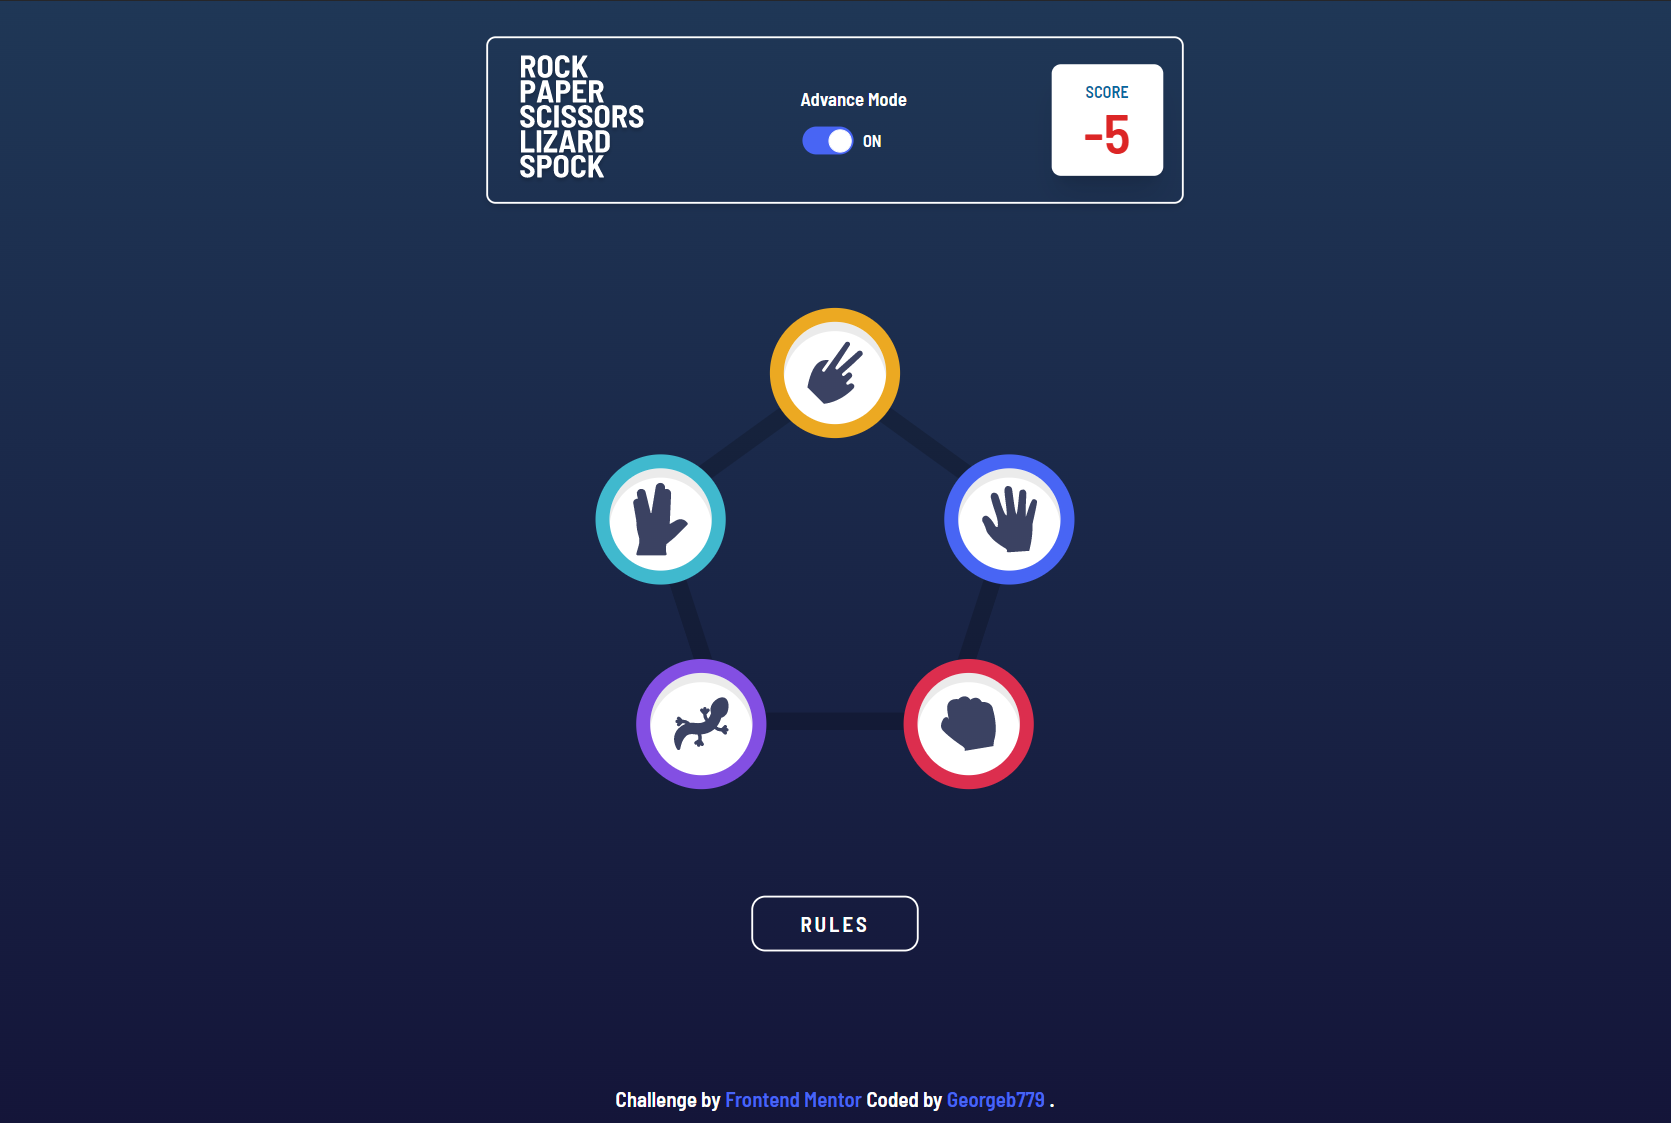 ROCK
PAPER
SCISSORS
LIZARD
SPOCK
Advance Mode
ON
SCORE
-5
RULES
Challenge by Frontend Mentor Coded by Georgeb779 .